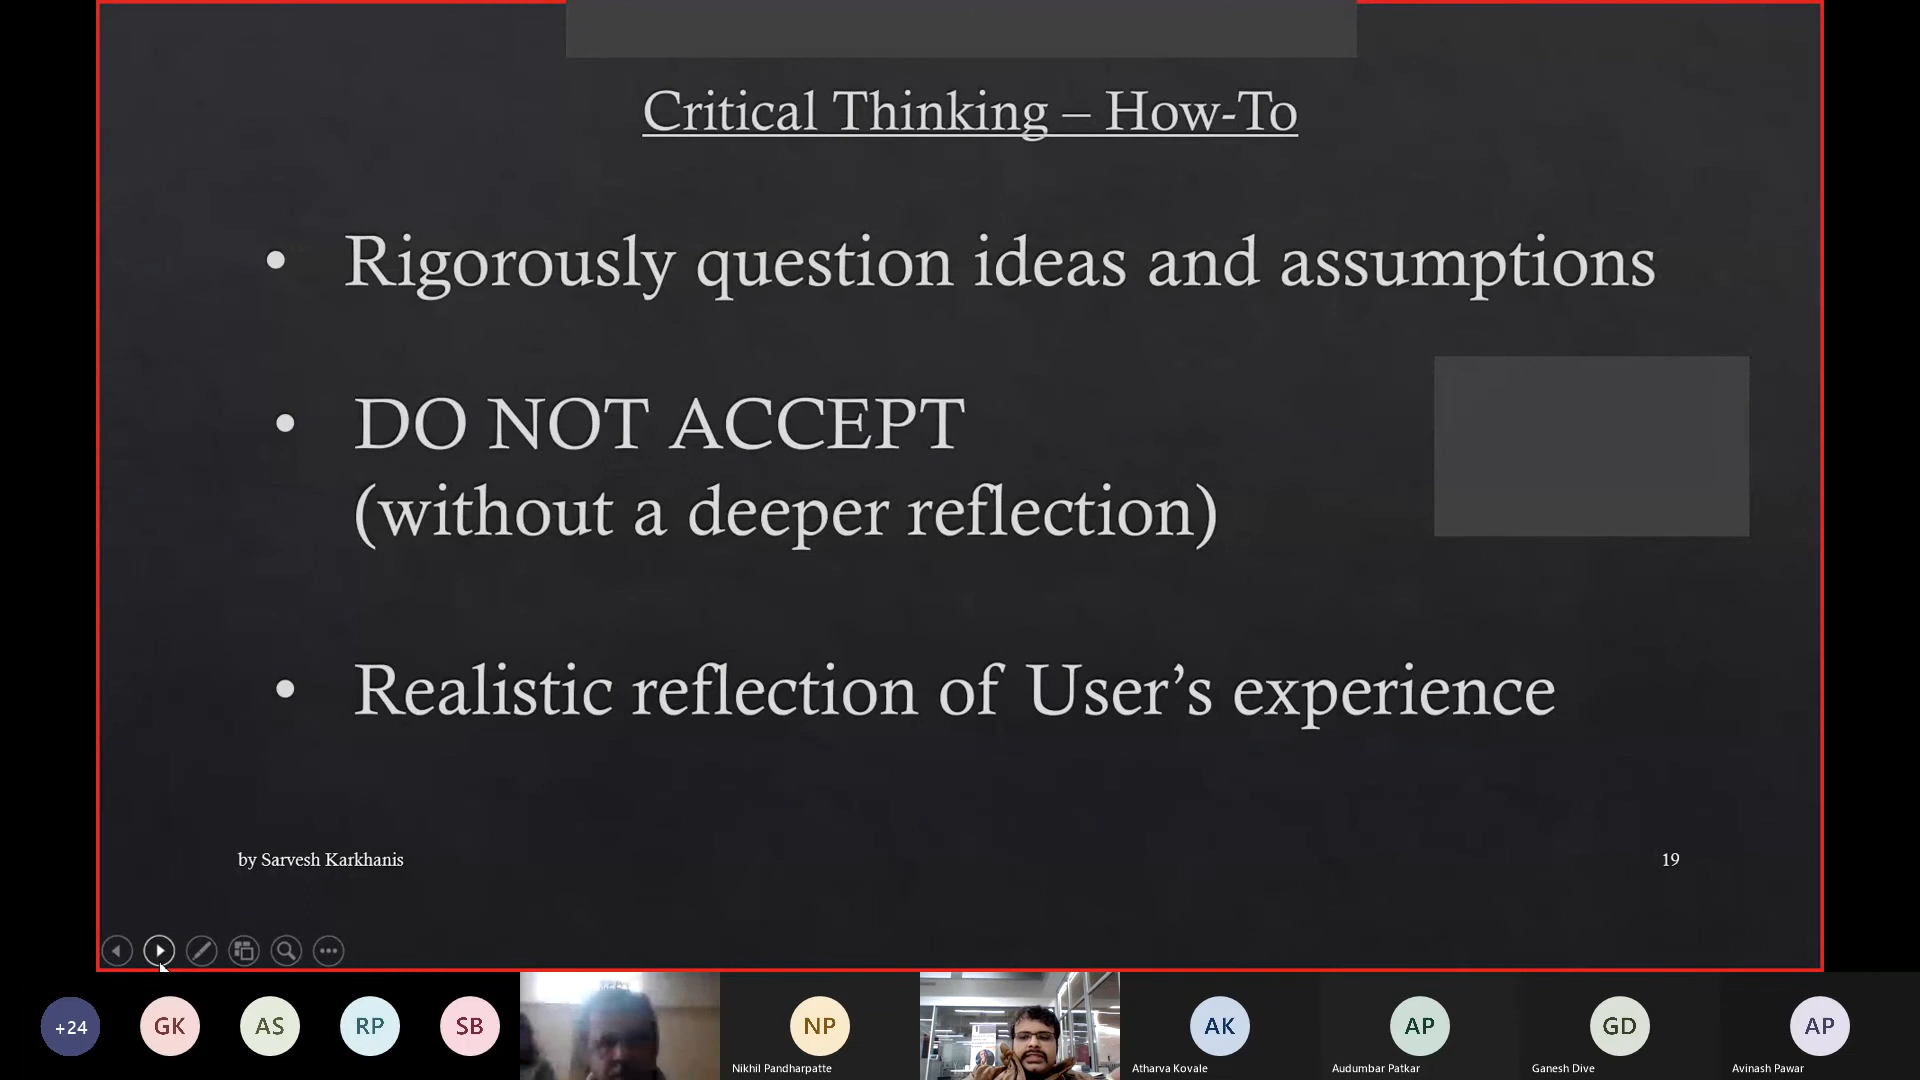 Critical Thinking – How-To
• Rigorously question ideas and assumptions
• DO NOT ACCEPT
(without a deeper reflection)
• Realistic reflection of User’s experience
by Sarvesh Karkhanis
19
+24
GK
AS
RP
SB
NP
Nikhil Pandharpatte
AK
Atharva Kovale
AP
Audumbar Patkar
GD
Ganesh Dive
AP
Avinash Pawar